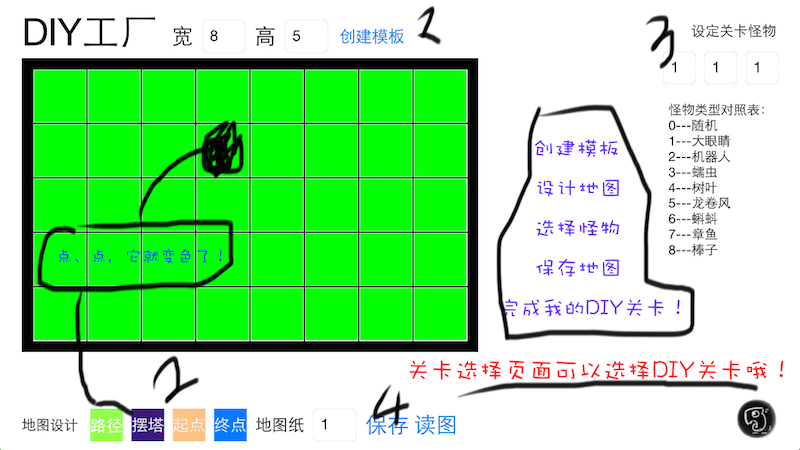 DIY工厂 宽 8 高 5 创建模板 2
3 设定关卡怪物
1 1 1
怪物类型对照表：
0---随机
1---大眼睛
2---机器人
3---蠕虫
4---树叶
5---龙卷风
6---蝌蚪
7---章鱼
8---棒子
创建模板
设计地图
选择怪物
保存地图
完成我的DIY关卡！
点、点，它就变色了！
关卡选择页面可以选择DIY关卡哦！
2 4
地图设计 路径 摆塔 起点 终点 地图纸 1 保存 读图